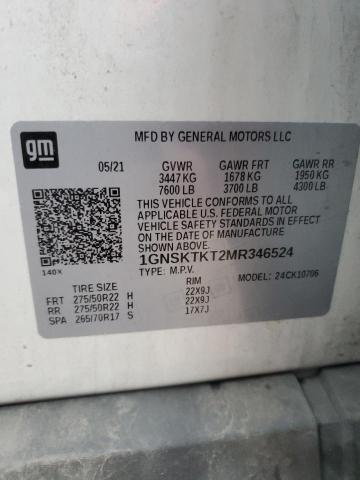 gm
MFD BY GENERAL MOTORS LLC
05/21 GVWR GAWR FRT GAWR RR
3447 KG 1678 KG 1950 KG
7600 LB 3700 LB 4300 LB
THIS VEHICLE CONFORMS TO ALL
APPLICABLE U.S. FEDERAL MOTOR
VEHICLE SAFETY STANDARDS IN
EFFECT ON THE DATE OF MANUFACTURE
SHOWN ABOVE.
140X 1GNSKTKT2MR346524
TYPE: M.P.V. MODEL: 24CK10706
TIRE SIZE RIM
FRT 275/50R22 H 22X9J
RR 275/50R22 H 22X9J
SPA 265/70R17 S 17X7J